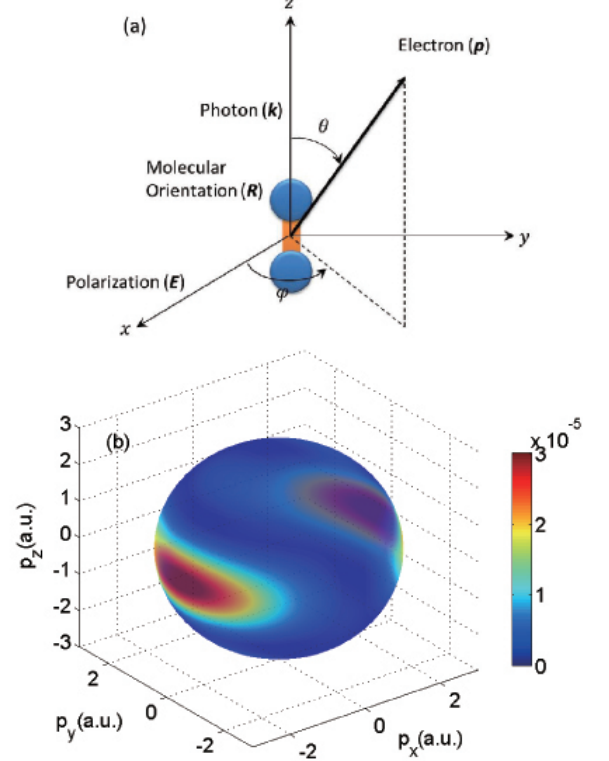 z
(a)
Electron (p)
Photon (k)
θ
Molecular
Orientation (R)
y
Polarization (E)
φ
x
(b)
x 10⁻⁵
3
2
1
0
3
2
1
0
-1
-2
-3
p_z(a.u.)
2
0
-2
p_y(a.u.)
-2
0
2
p_x(a.u.)